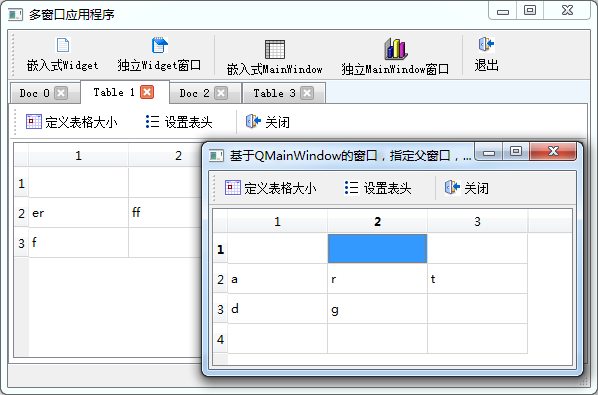 多窗口应用程序
嵌入式Widget 独立Widget窗口 嵌入式MainWindow 独立MainWindow窗口 退出
Doc 0 Table 1 Doc 2 Table 3
定义表格大小 设置表头 关闭
1 2
1
2 er ff
3 f
基于QMainWindow的窗口，指定父窗口，...
定义表格大小 设置表头 关闭
1 2 3
1
2 a r t
3 d g
4